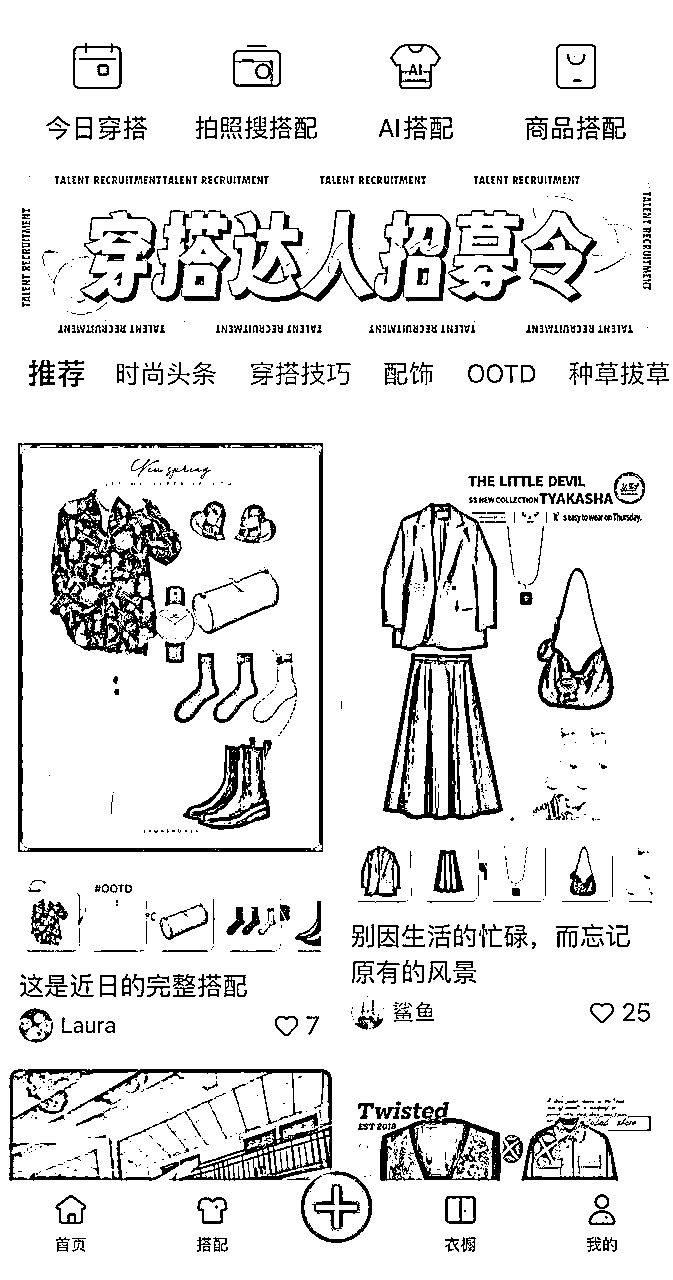 今日穿搭 拍照搜搭配 AI搭配 商品搭配
AI
TALENT RECRUITMENTTALENT RECRUITMENT TALENT RECRUITMENT TALENT RECRUITMENT
TALENT RECRUITMENT
穿搭达人招募令
TALENT RECRUITMENT
TALENT RECRUITMENT TALENT RECRUITMENT TALENT RECRUITMENT TALENT RECRUITMENT
推荐 时尚头条 穿搭技巧 配饰 OOTD 种草拔草
New spring
THE LITTLE DEVIL
SS NEW COLLECTION TYAKASHA
is easy to wear on Thursday.
#OOTD
这是近日的完整搭配
Laura 7
别因生活的忙碌，而忘记
原有的风景
鲨鱼 25
Twisted
EST 2018
首页 搭配 衣橱 我的